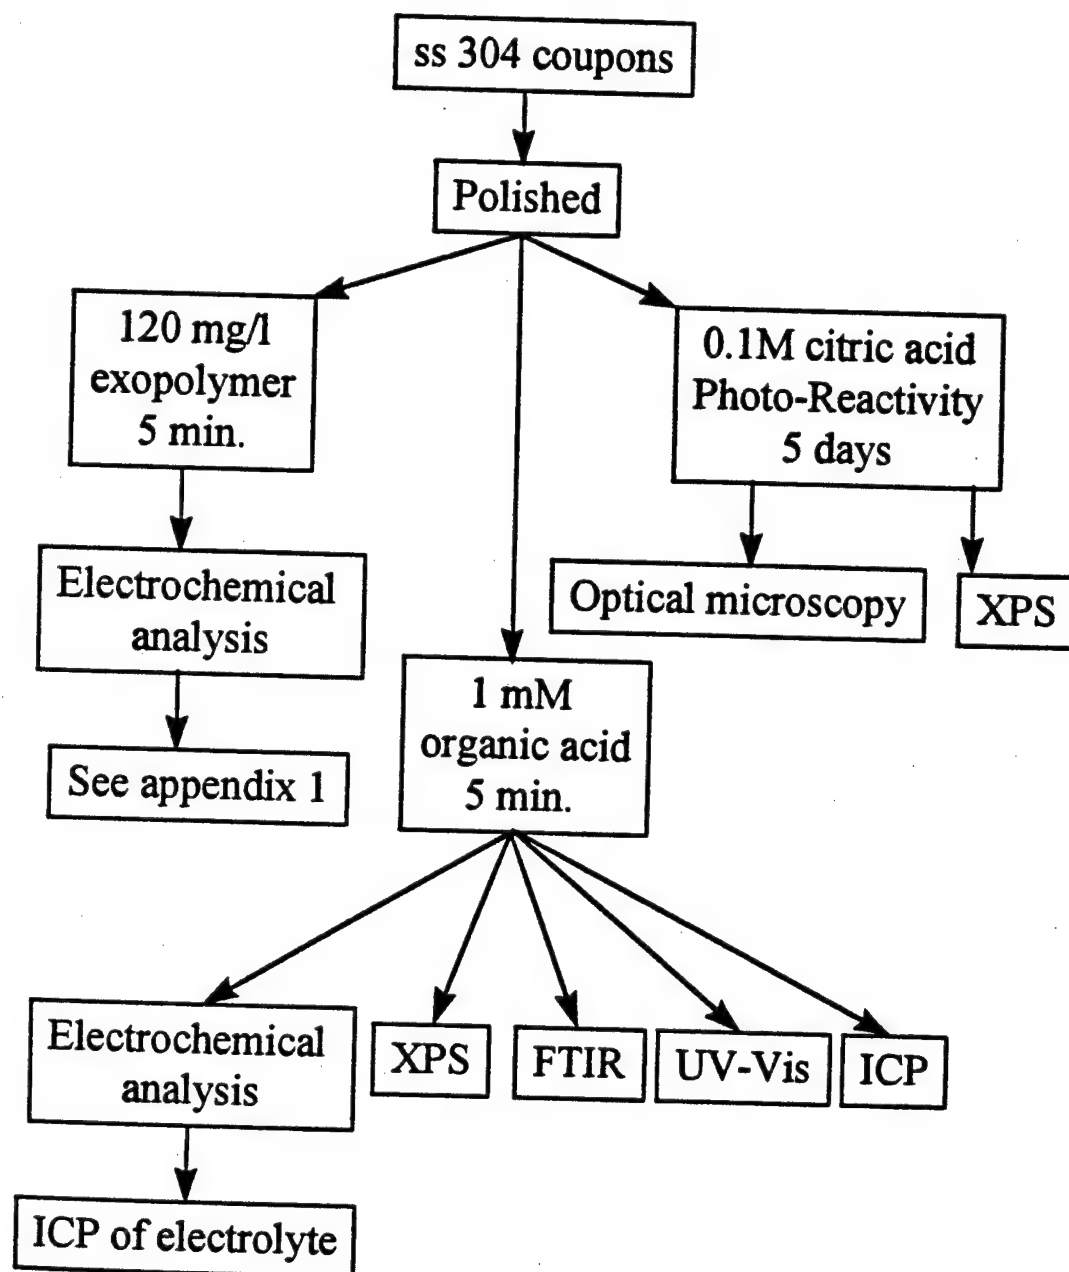 ss 304 coupons
Polished
120 mg/l
exopolymer
5 min.
0.1M citric acid
Photo-Reactivity
5 days
Electrochemical
analysis
Optical microscopy
XPS
See appendix 1
1 mM
organic acid
5 min.
Electrochemical
analysis
XPS
FTIR
UV-Vis
ICP
ICP of electrolyte